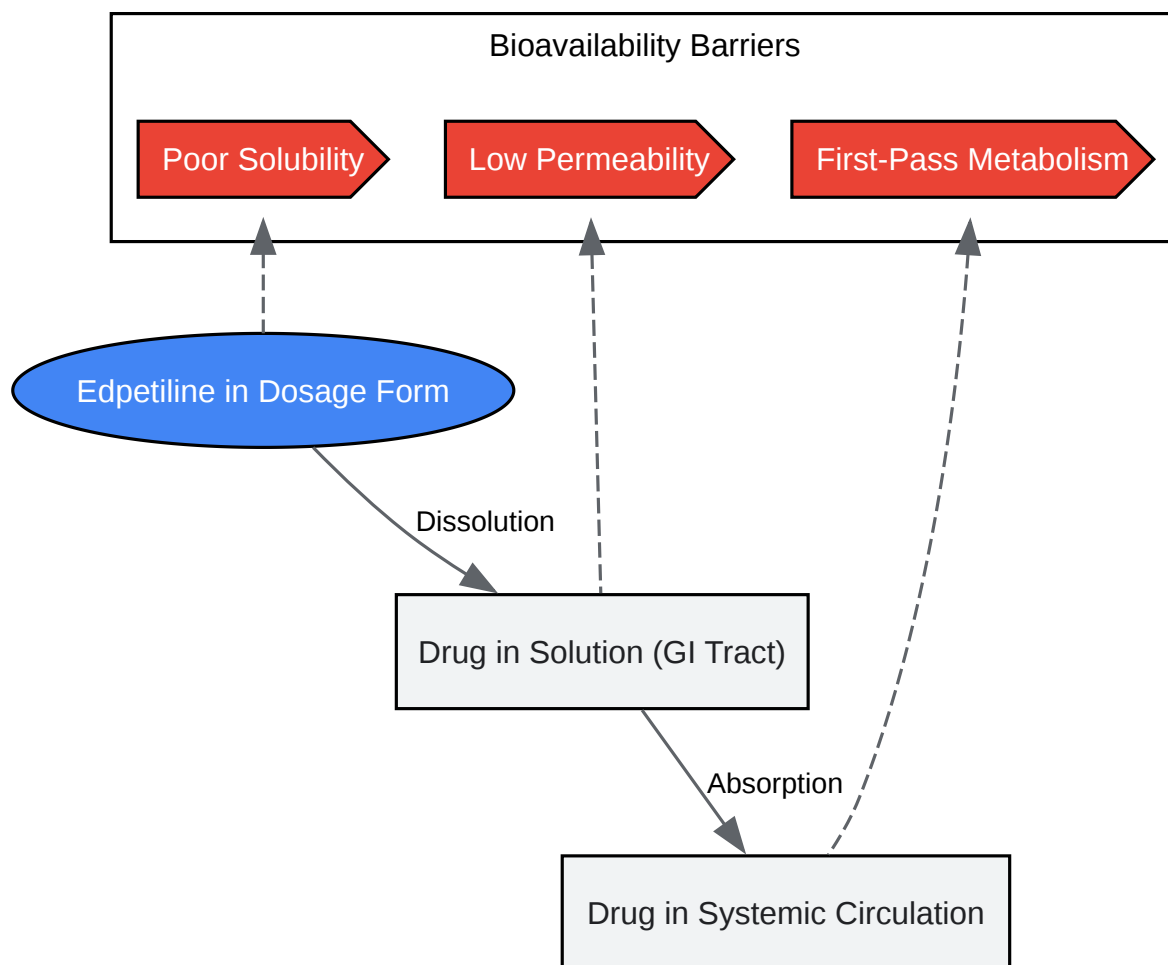 Bioavailability Barriers
Poor Solubility
Low Permeability
First-Pass Metabolism
Edpetiline in Dosage Form
Dissolution
Drug in Solution (GI Tract)
Absorption
Drug in Systemic Circulation